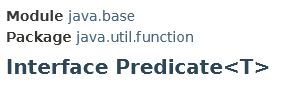 Module java.base
Package java.util.function
Interface Predicate<T>